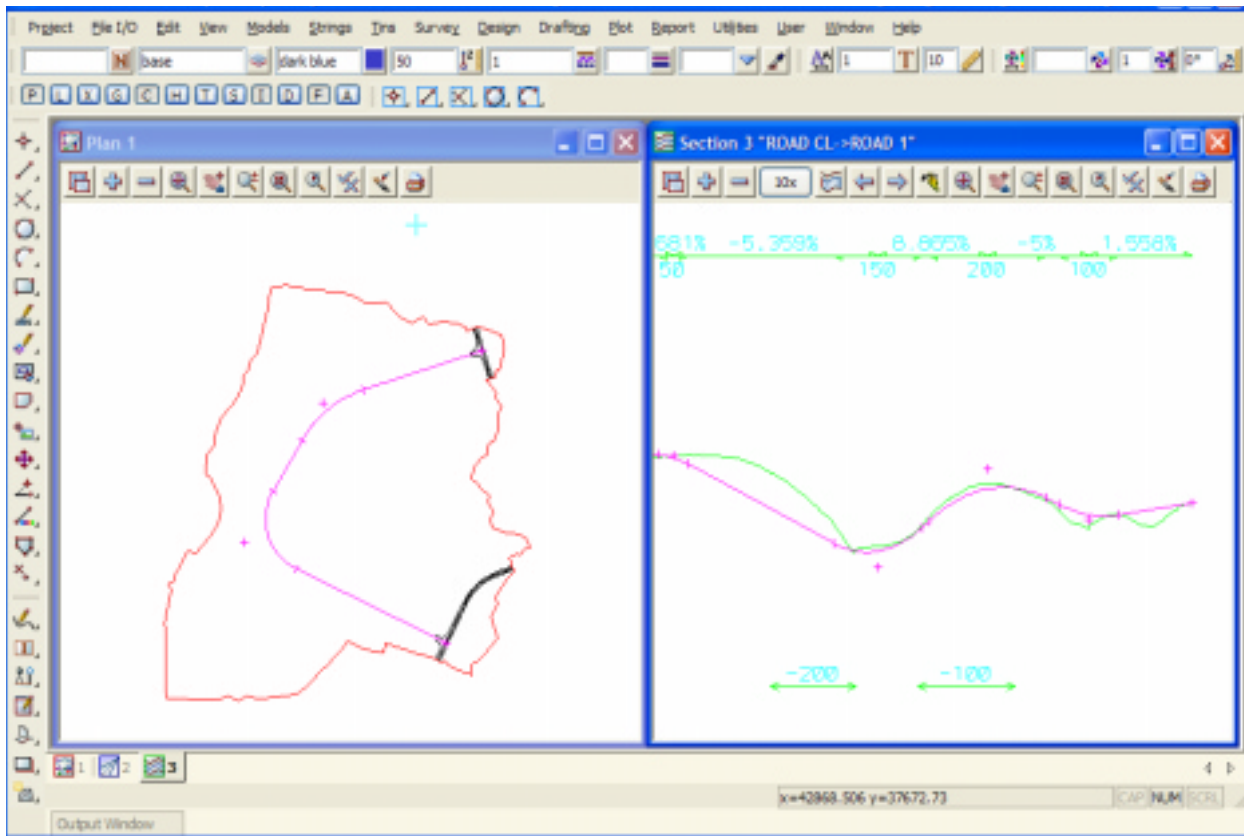 Project File I/O Edit View Models Strings Tins Survey Design Drafting Plot Report Utilities User Window Help
N base dark blue 50 1 1 T 10 1 0°
P L X G C H T S I D F A
Plan 1
Section 3 "ROAD CL->ROAD 1"
10x
681% -5.359% 8.865% -5% 1.558%
50 150 200 100
-200 -100
1 2 3
x=42868.506 y=37672.73 CAP NUM SCRL
Output Window